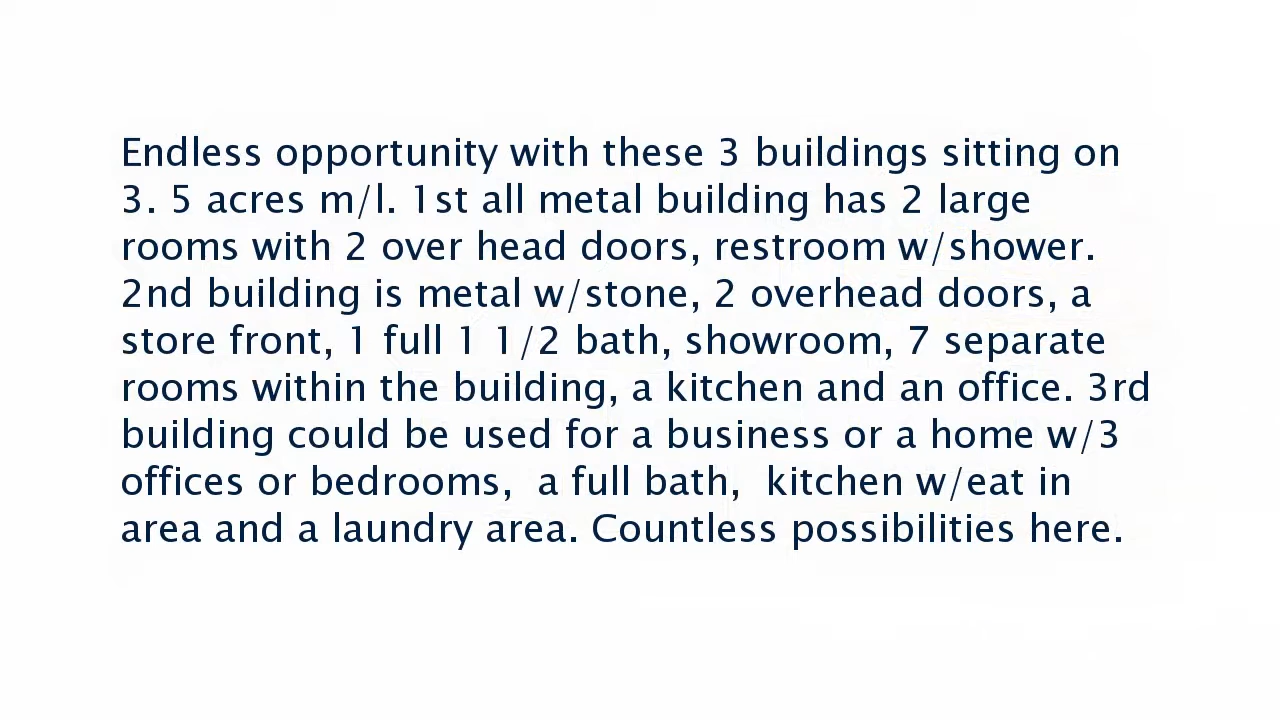 Endless opportunity with these 3 buildings sitting on
3. 5 acres m/l. 1st all metal building has 2 large
rooms with 2 over head doors, restroom w/shower.
2nd building is metal w/stone, 2 overhead doors, a
store front, 1 full 1 1/2 bath, showroom, 7 separate
rooms within the building, a kitchen and an office. 3rd
building could be used for a business or a home w/3
offices or bedrooms,  a full bath,  kitchen w/eat in
area and a laundry area. Countless possibilities here.